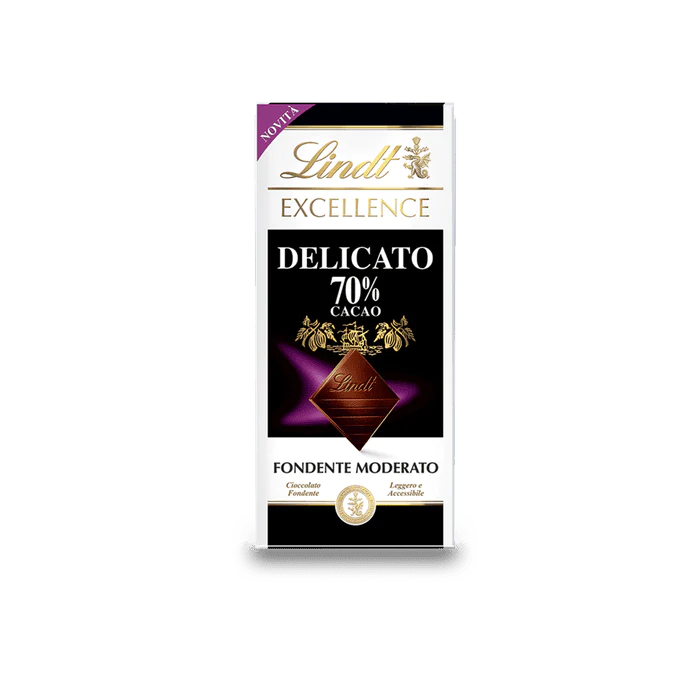 NOVITÀ
Lindt
EXCELLENCE
DELICATO
70%
CACAO
Lindt
FONDENTE MODERATO
Cioccolato
Fondente
Leggero e
Accessibile